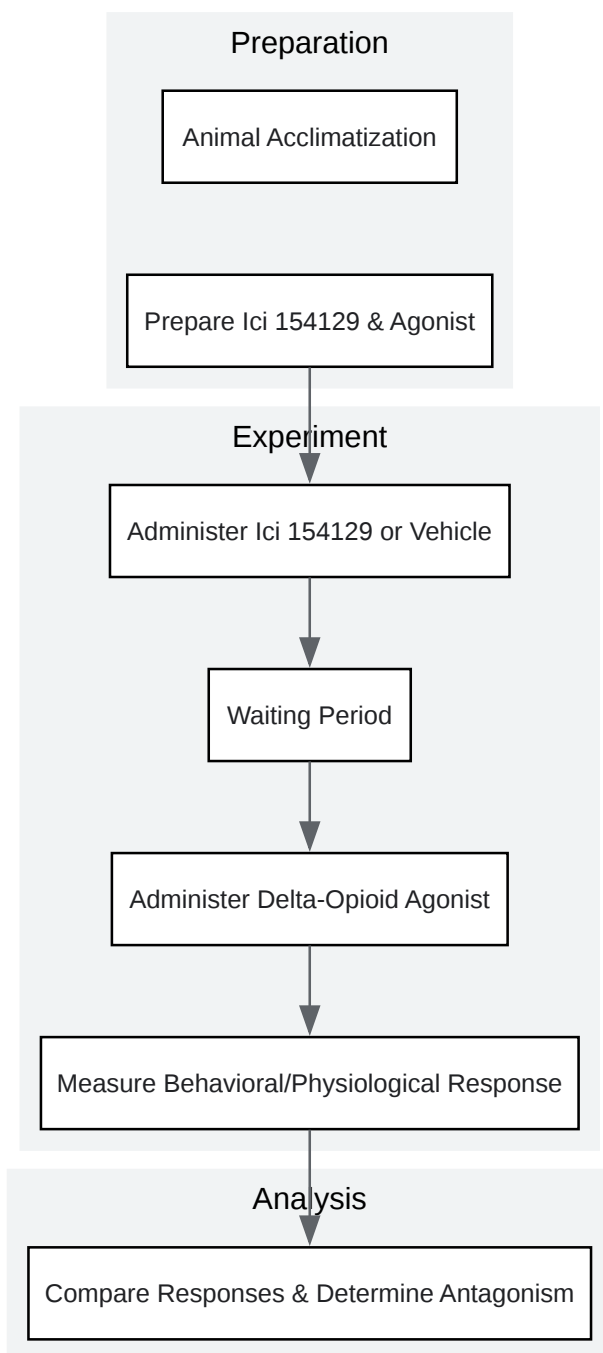 Preparation
Animal Acclimatization
Prepare Ici 154129 & Agonist
Experiment
Administer Ici 154129 or Vehicle
Waiting Period
Administer Delta-Opioid Agonist
Measure Behavioral/Physiological Response
Analysis
Compare Responses & Determine Antagonism